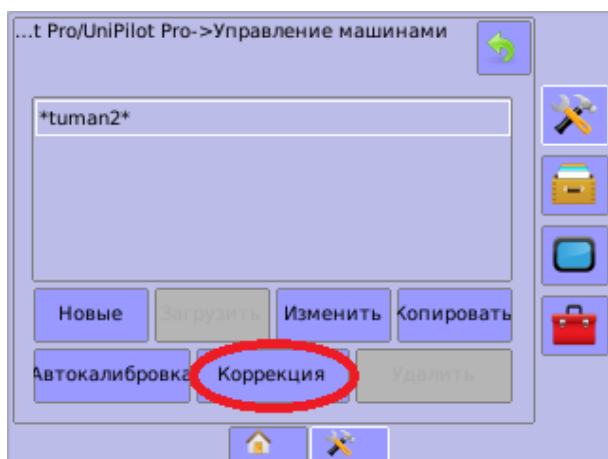 ...t Pro/UniPilot Pro->Управление машинами
*tuman2*
Новые Загрузить Изменить Копировать
Автокалибровка Коррекция Удалить